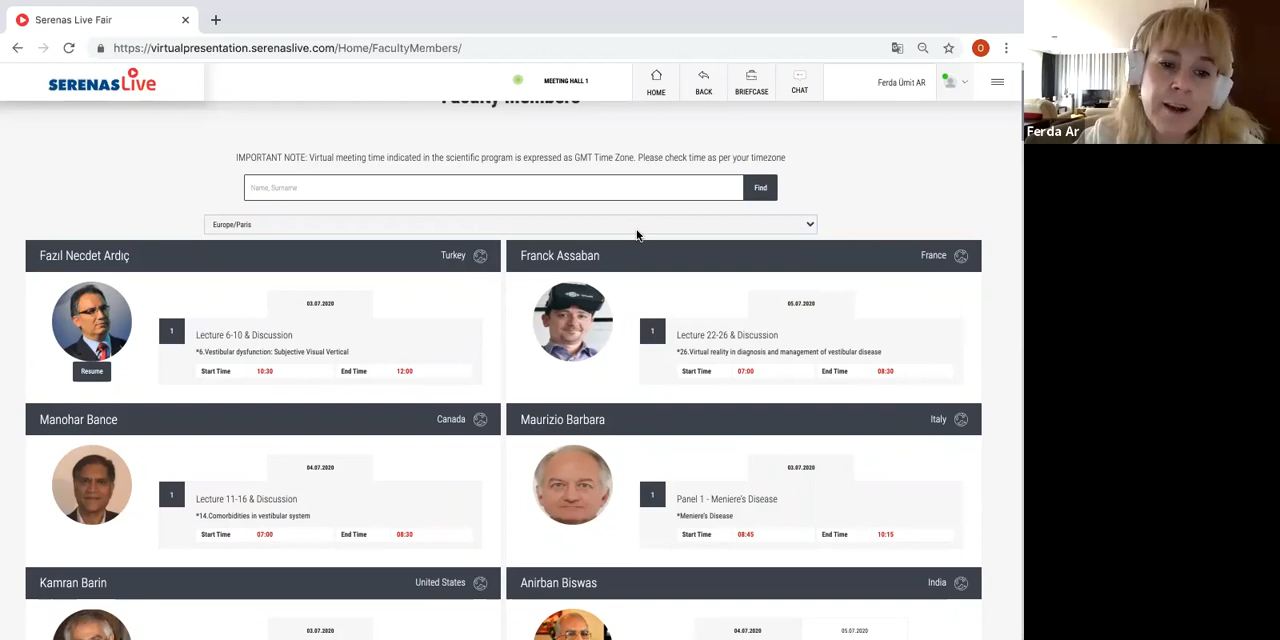 Serenas Live Fair
https://virtualpresentation.serenaslive.com/Home/FacultyMembers/
O
SERENAS Live
MEETING HALL 1
HOME
BACK
BRIEFCASE
CHAT
Ferda Ümit AR
Ferda Ar
Faculty Members
IMPORTANT NOTE: Virtual meeting time indicated in the scientific program is expressed as GMT Time Zone. Please check time as per your timezone
Name, Surname
Find
Europe/Paris
Fazıl Necdet Ardıç
Turkey
03.07.2020
1
Lecture 6-10 & Discussion
*6.Vestibular dysfunction: Subjective Visual Vertical
Start Time 10:30 End Time 12:00
Resume
Franck Assaban
France
05.07.2020
1
Lecture 22-26 & Discussion
*26.Virtual reality in diagnosis and management of vestibular disease
Start Time 07:00 End Time 08:30
Manohar Bance
Canada
04.07.2020
1
Lecture 11-16 & Discussion
*14.Comorbidities in vestibular system
Start Time 07:00 End Time 08:30
Maurizio Barbara
Italy
03.07.2020
1
Panel 1 - Meniere's Disease
*Meniere's Disease
Start Time 08:45 End Time 10:15
Kamran Barin
United States
03.07.2020
Anirban Biswas
India
04.07.2020
05.07.2020